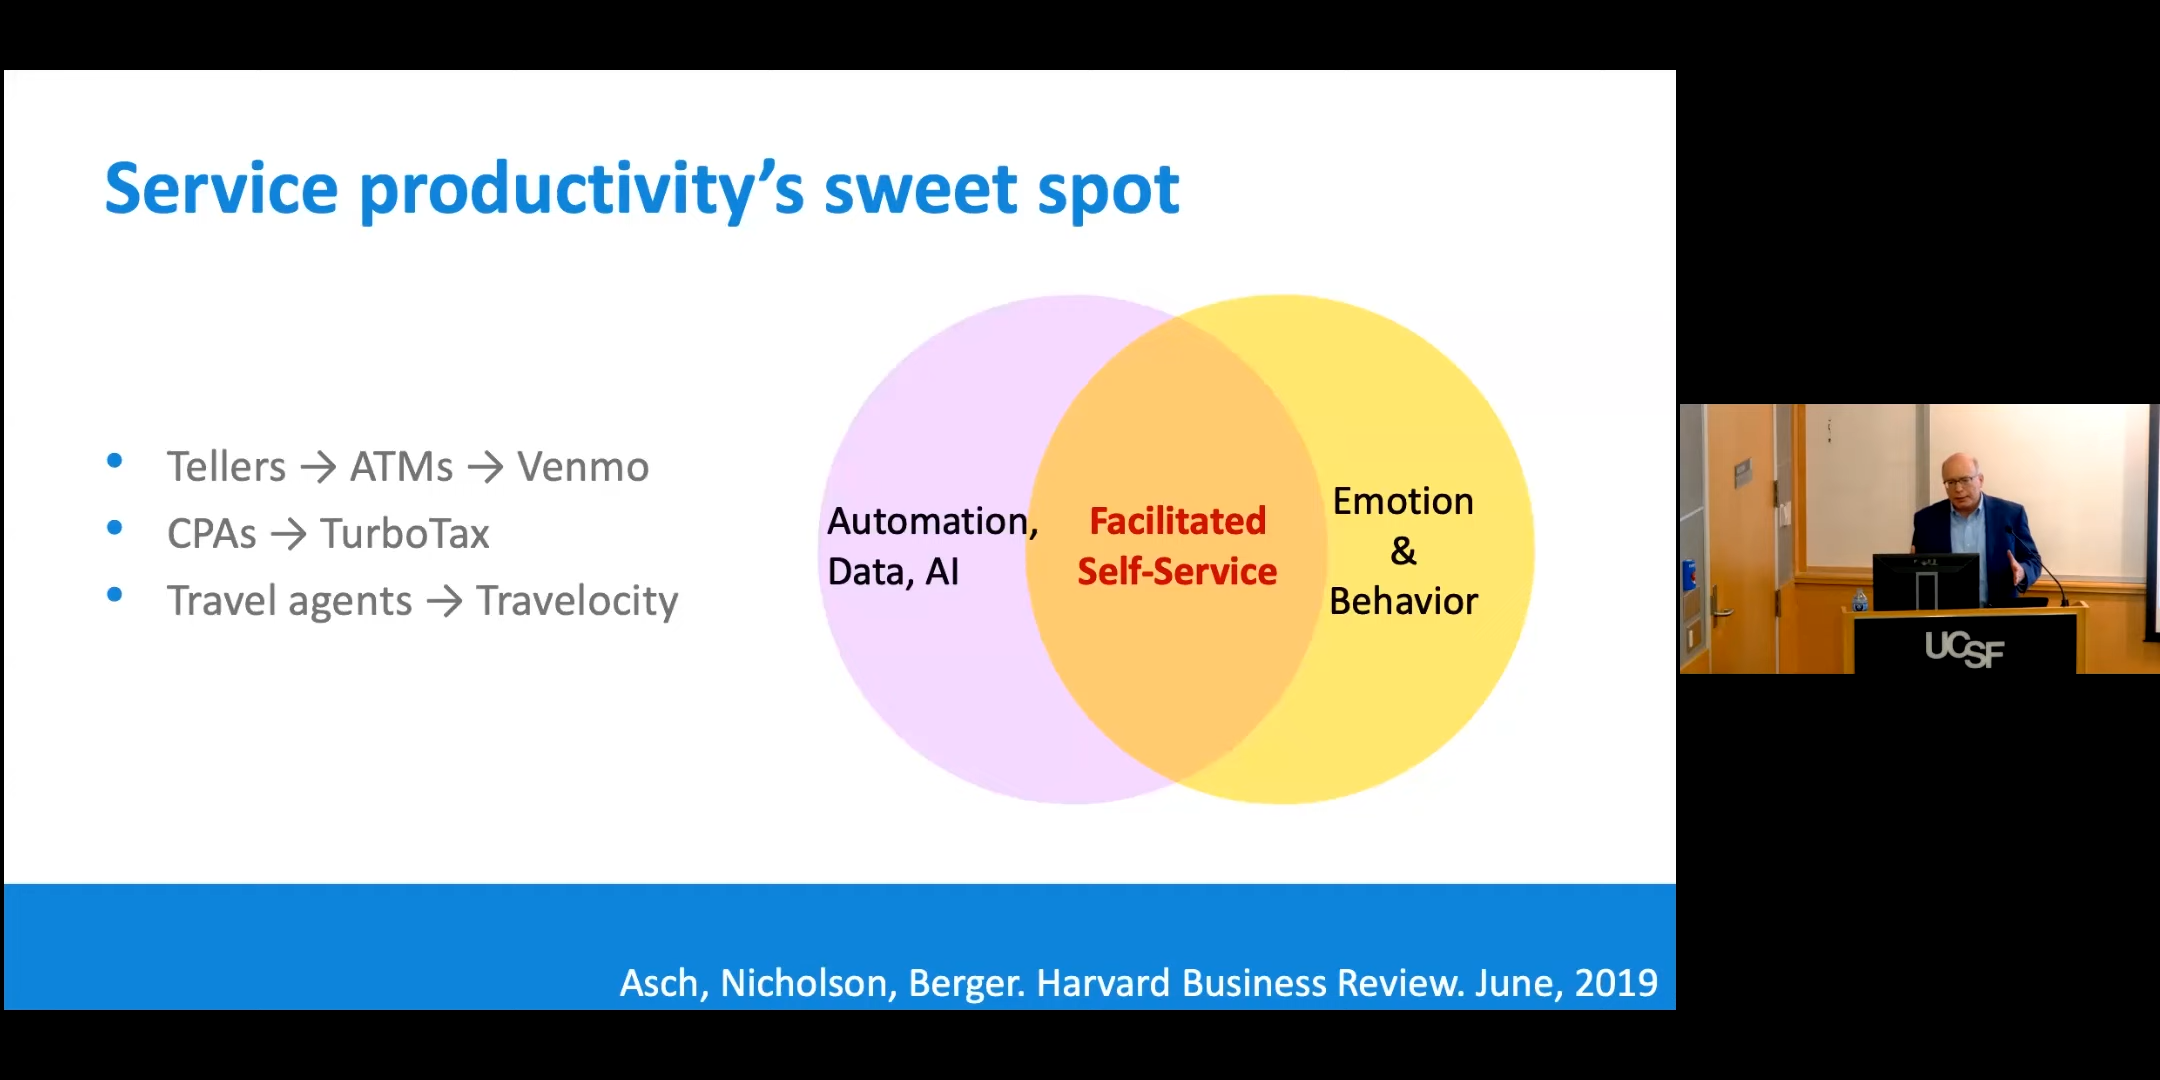 Service productivity’s sweet spot
• Tellers → ATMs → Venmo
• CPAs → TurboTax
• Travel agents → Travelocity
Automation,
Data, AI
Facilitated
Self-Service
Emotion
&
Behavior
Asch, Nicholson, Berger. Harvard Business Review. June, 2019
UCSF